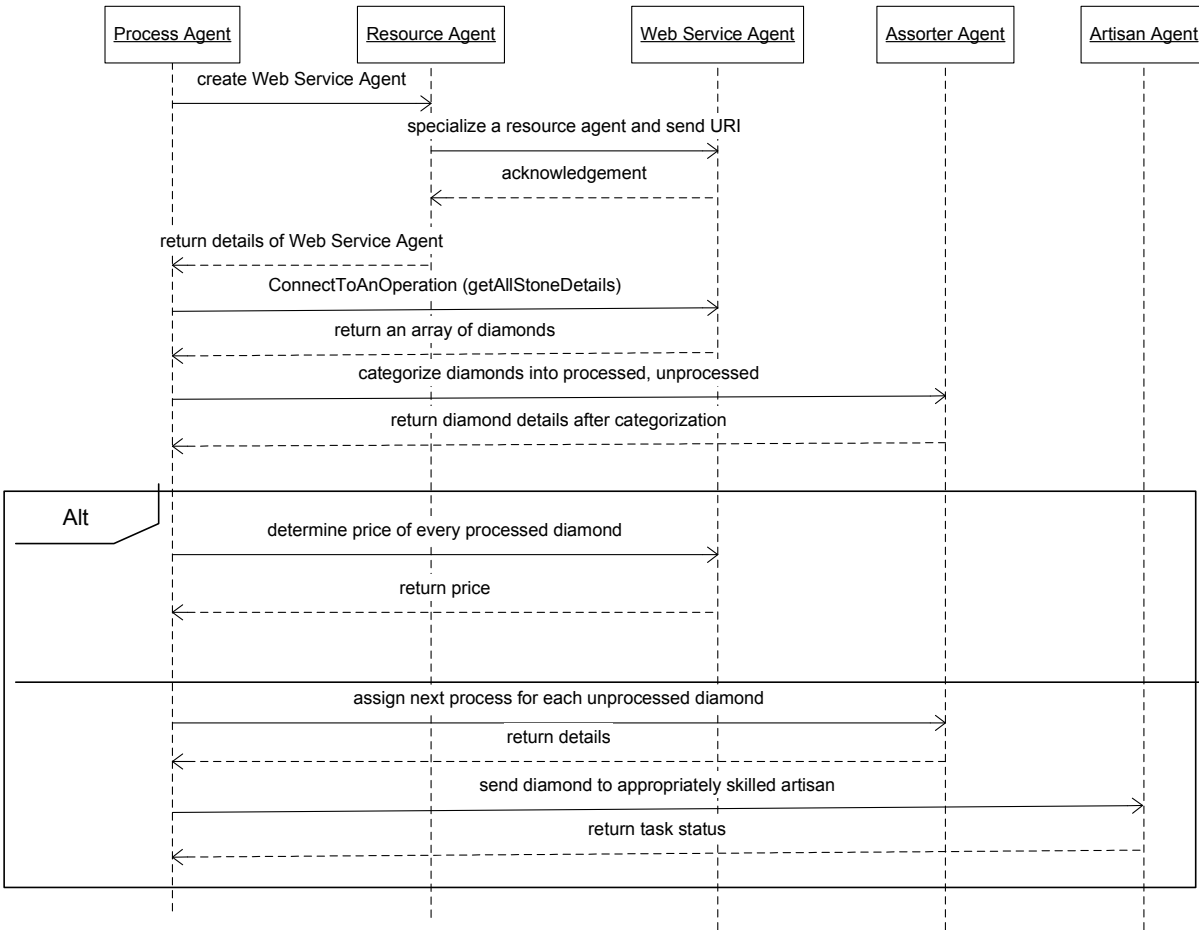 Process Agent
Resource Agent
Web Service Agent
Assorter Agent
Artisan Agent
create Web Service Agent
specialize a resource agent and send URI
acknowledgement
return details of Web Service Agent
ConnectToAnOperation (getAllStoneDetails)
return an array of diamonds
categorize diamonds into processed, unprocessed
return diamond details after categorization
Alt
determine price of every processed diamond
return price
assign next process for each unprocessed diamond
return details
send diamond to appropriately skilled artisan
return task status